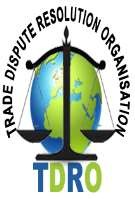 TRADE DISPUTE RESOLUTION ORGANISATION
TDRO